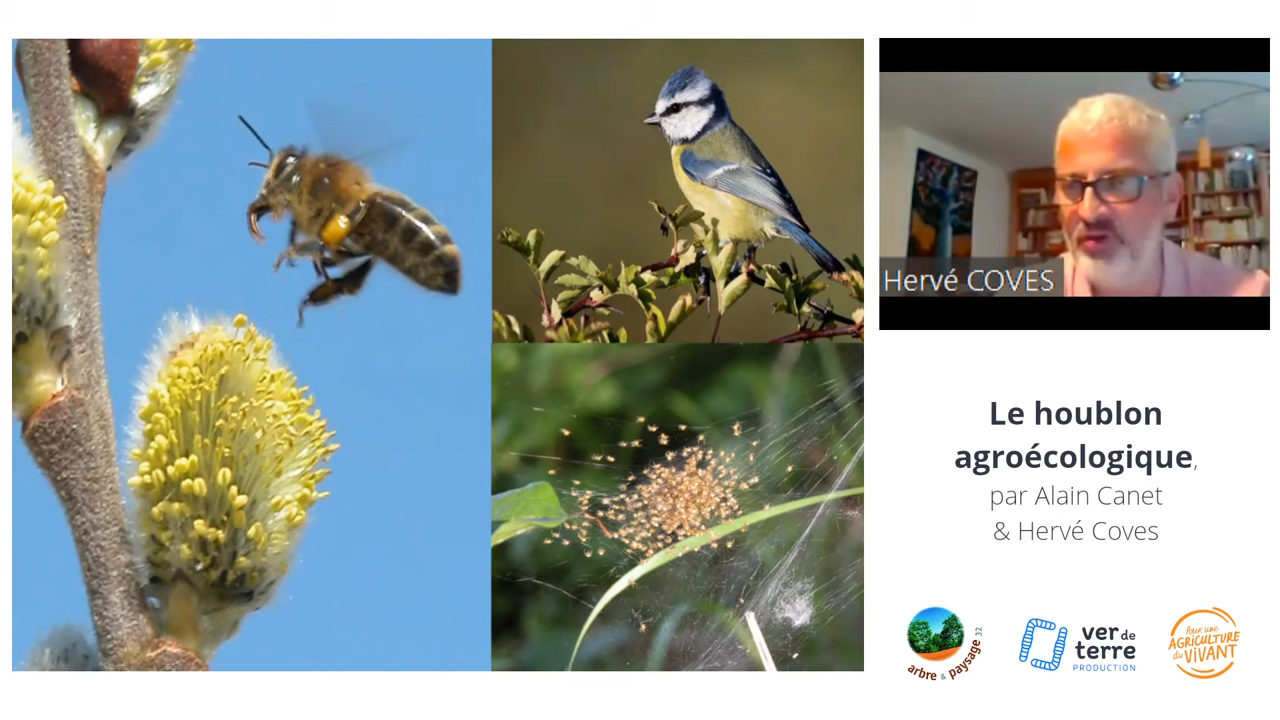 Hervé COVES
Le houblon
agroécologique,
par Alain Canet
& Hervé Coves
arbre & paysage 32
ver de
terre
PRODUCTION
Pour une
AGRICULTURE
du ViVANT